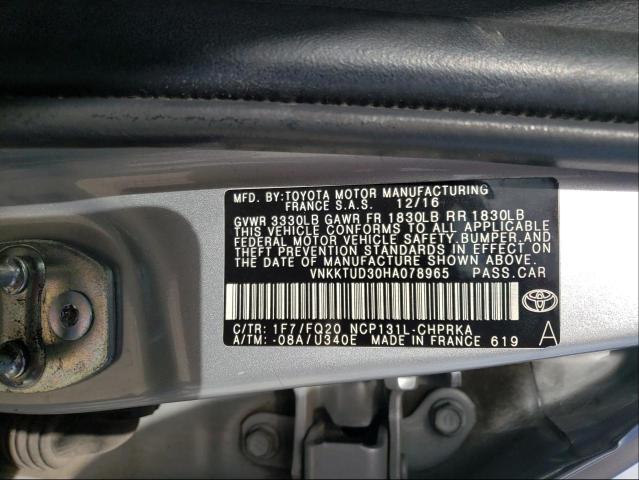 MFD.BY:TOYOTA MOTOR MANUFACTURING
FRANCE S.A.S. 12/16
GVWR 3330LB GAWR FR 1830LB RR 1830LB
THIS VEHICLE CONFORMS TO ALL APPLICABLE
FEDERAL MOTOR VEHICLE SAFETY,BUMPER,AND
THEFT PREVENTION STANDARDS IN EFFECT ON
THE DATE OF MANUFACTURE SHOWN ABOVE.
VNKKTUD30HA078965 PASS.CAR
C/TR: 1F7/FQ20 NCP131L-CHPRKA
A/TM: -08A/U340E MADE IN FRANCE 619
A